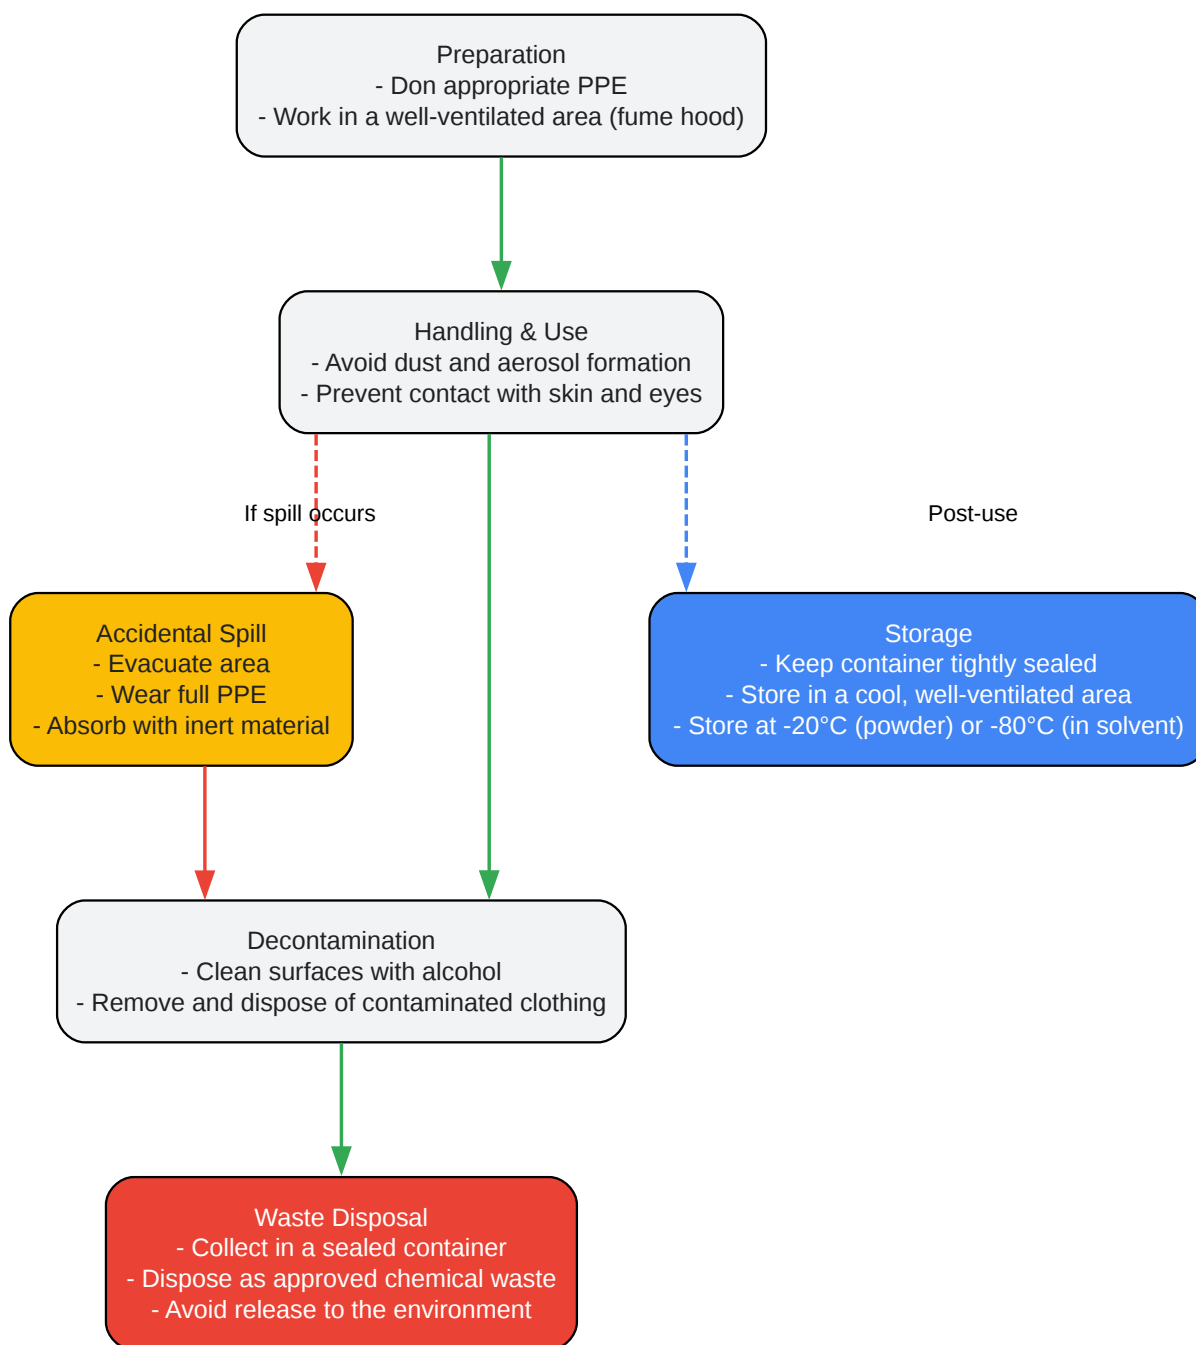 Preparation
- Don appropriate PPE
- Work in a well-ventilated area (fume hood)
Handling & Use
- Avoid dust and aerosol formation
- Prevent contact with skin and eyes
If spill occurs
Post-use
Accidental Spill
- Evacuate area
- Wear full PPE
- Absorb with inert material
Storage
- Keep container tightly sealed
- Store in a cool, well-ventilated area
- Store at -20°C (powder) or -80°C (in solvent)
Decontamination
- Clean surfaces with alcohol
- Remove and dispose of contaminated clothing
Waste Disposal
- Collect in a sealed container
- Dispose as approved chemical waste
- Avoid release to the environment